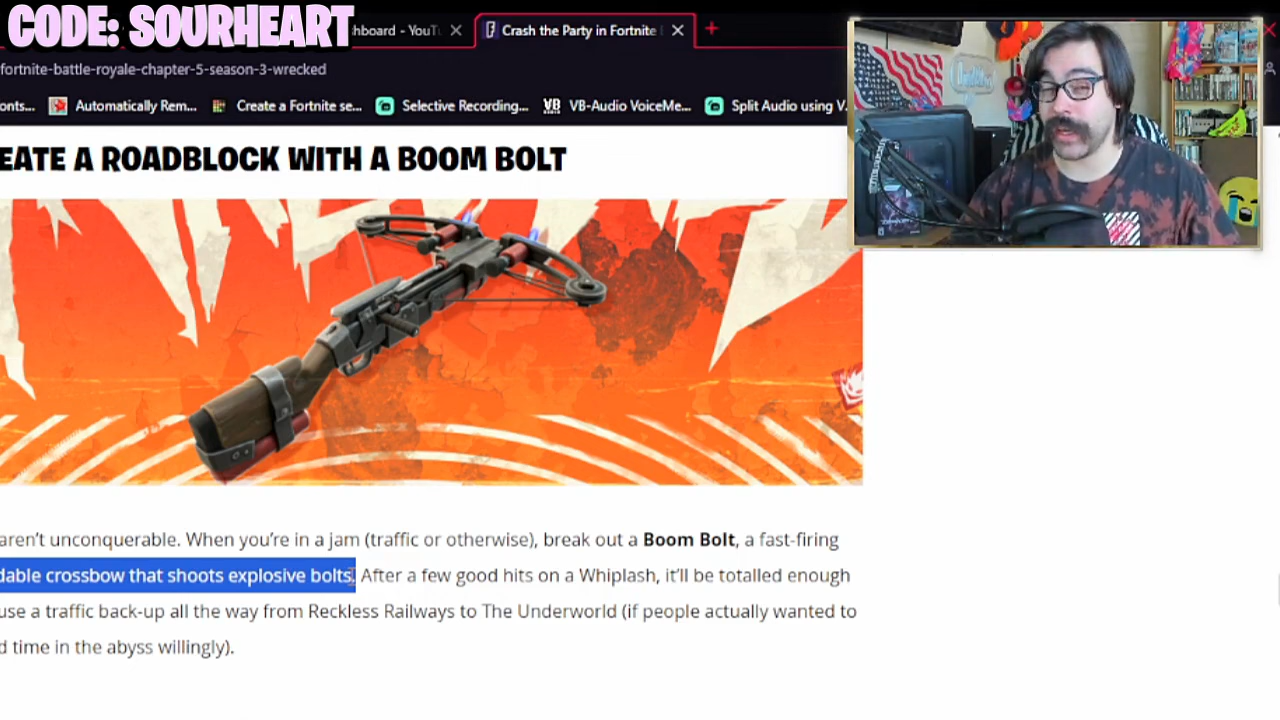 CODE: SOURHEART
hboard - YouTu
Crash the Party in Fortnite
fortnite-battle-royale-chapter-5-season-3-wrecked
onts...
Automatically Rem...
Create a Fortnite se...
Selective Recording...
VB
VB-Audio VoiceMe...
Split Audio using V.
EATE A ROADBLOCK WITH A BOOM BOLT
aren't unconquerable. When you're in a jam (traffic or otherwise), break out a Boom Bolt, a fast-firing
dable crossbow that shoots explosive bolts. After a few good hits on a Whiplash, it'll be totalled enough
use a traffic back-up all the way from Reckless Railways to The Underworld (if people actually wanted to
d time in the abyss willingly).